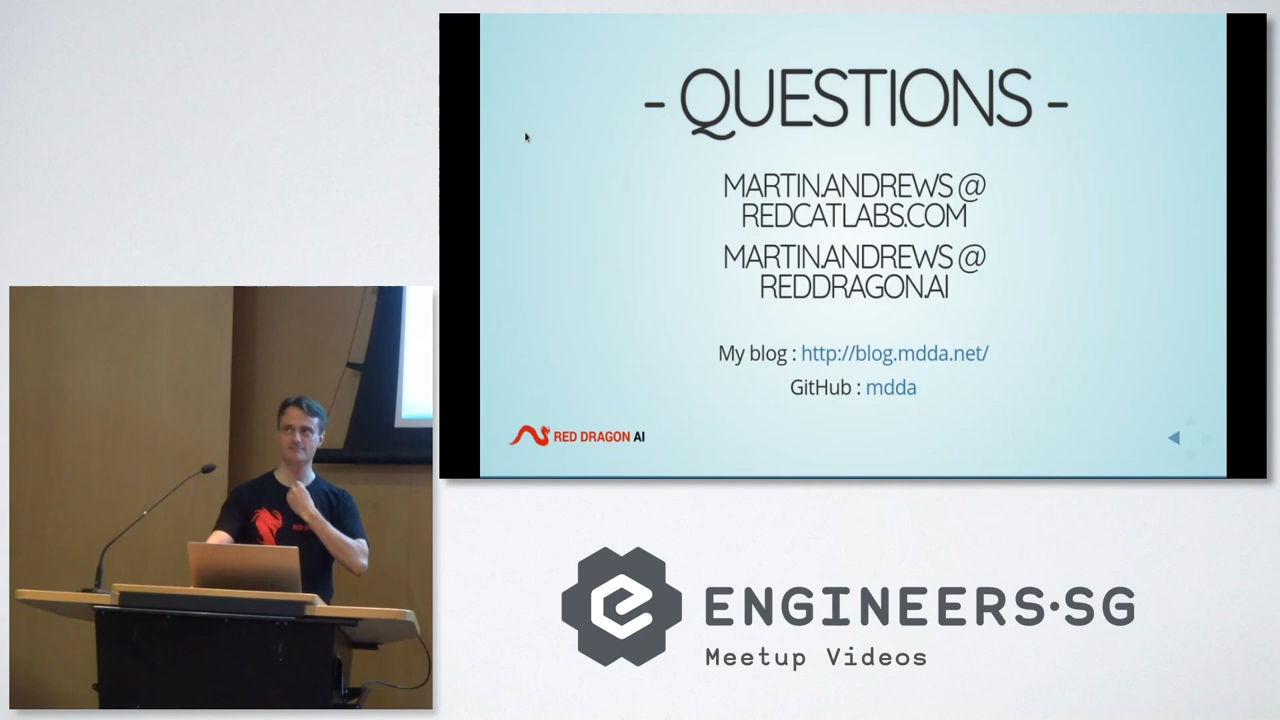 - QUESTIONS -
MARTIN.ANDREWS @
REDCATLABS.COM
MARTIN.ANDREWS @
REDDRAGON.AI
My blog : http://blog.mdda.net/
GitHub : mdda
RED DRAGON AI
ENGINEERS.SG
Meetup Videos